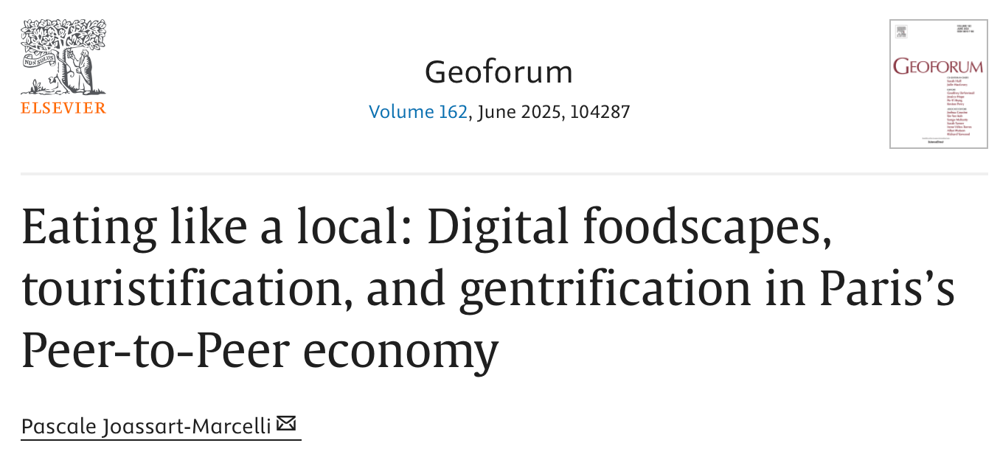 NON SOLUS
ELSEVIER
Geoforum
Volume 162, June 2025, 104287
GEOFORUM
Eating like a local: Digital foodscapes,
touristification, and gentrification in Paris’s
Peer-to-Peer economy
Pascale Joassart-Marcelli